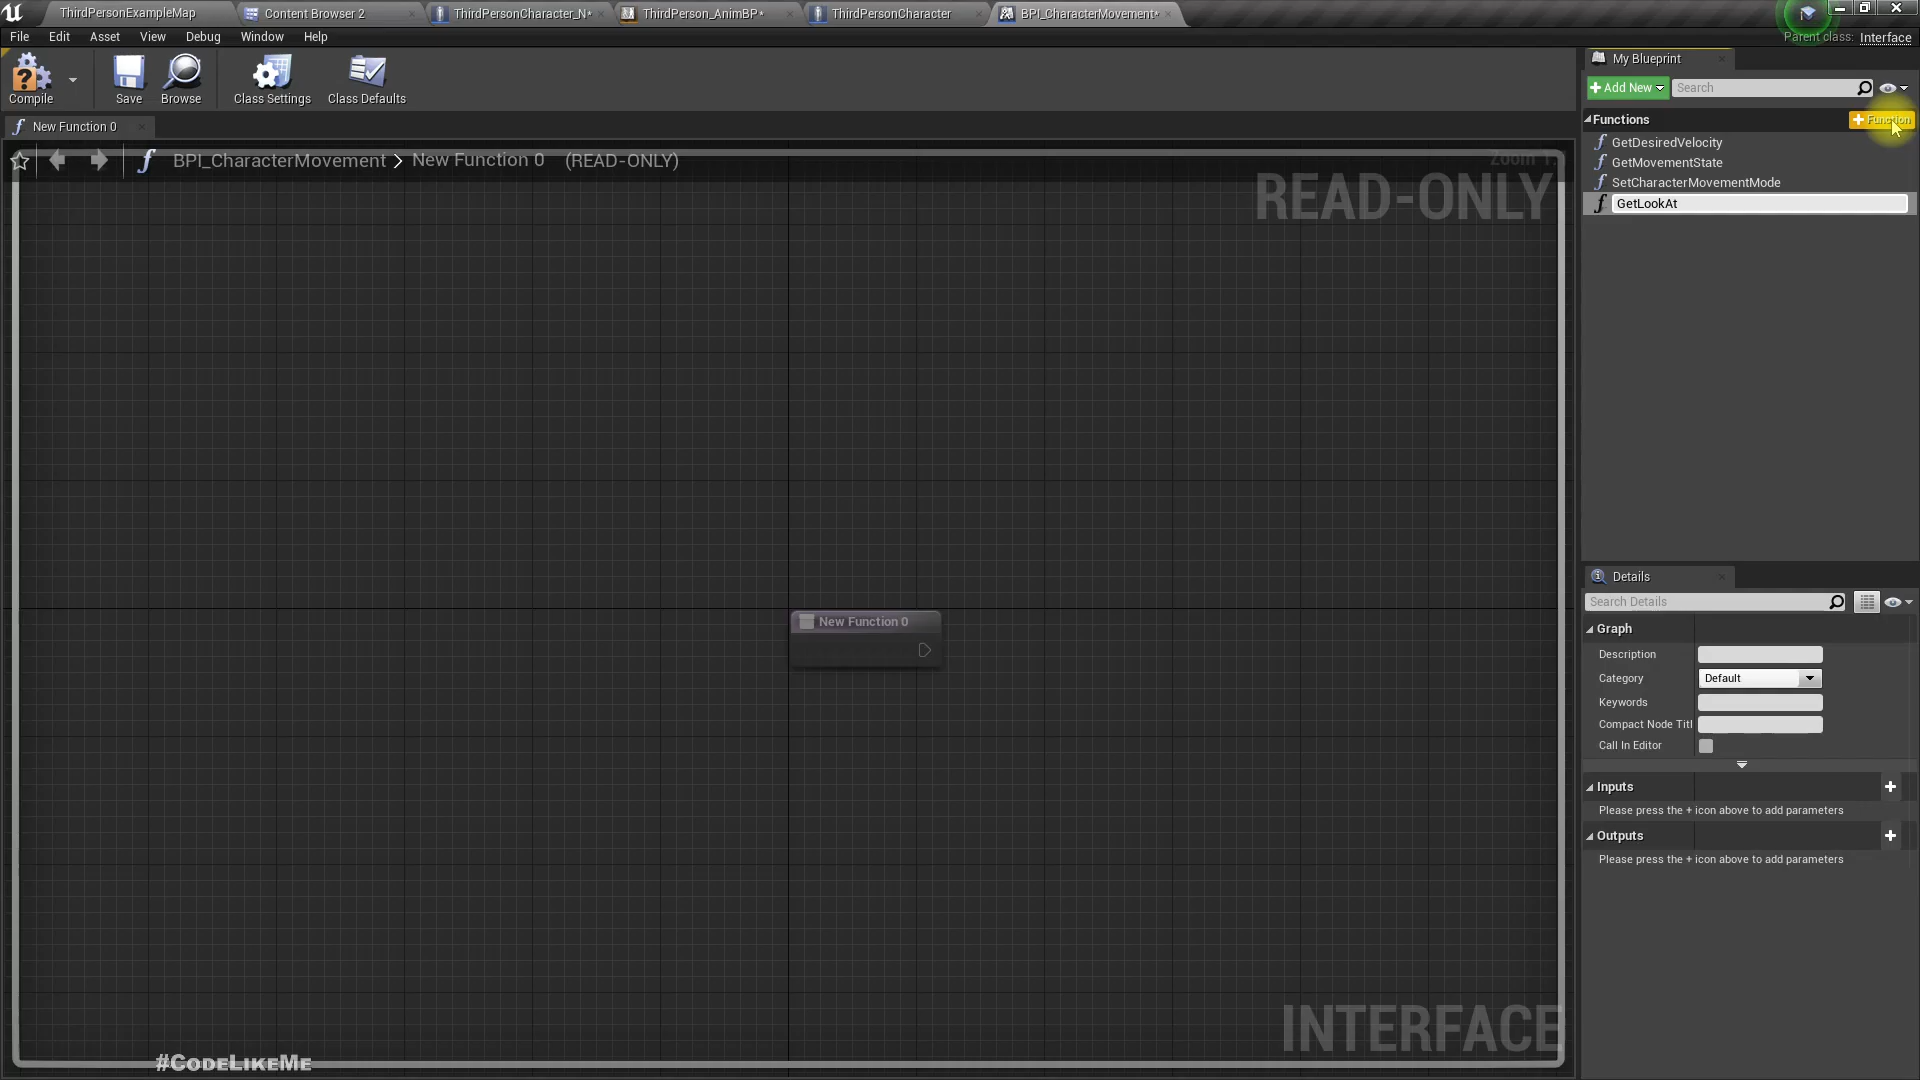 ThirdPersonExampleMap
Content Browser 2
ThirdPersonCharacter_N*
ThirdPerson_AnimBP*
ThirdPersonCharacter
BPI_CharacterMovement*
File Edit Asset View Debug Window Help
Parent class: Interface
Compile
Save
Browse
Class Settings
Class Defaults
My Blueprint
+ Add New
Search
New Function 0
Functions
+ Function
BPI_CharacterMovement > New Function 0 (READ-ONLY)
READ-ONLY
GetDesiredVelocity
GetMovementState
SetCharacterMovementMode
GetLookAt
New Function 0
Details
Search Details
Graph
Description
Category Default
Keywords
Compact Node Titl
Call In Editor
Inputs
Please press the + icon above to add parameters
Outputs
Please press the + icon above to add parameters
INTERFACE
#CodeLikeMe